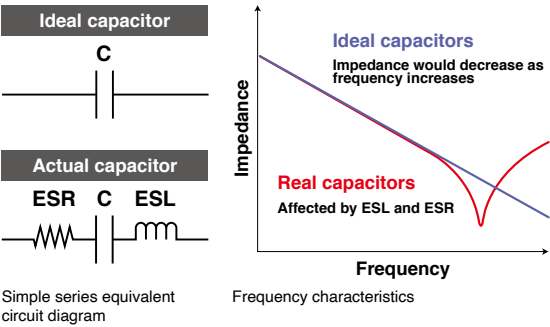 Ideal capacitor
C
Actual capacitor
ESR C ESL
Simple series equivalent
circuit diagram
Impedance
Ideal capacitors
Impedance would decrease as
frequency increases
Real capacitors
Affected by ESL and ESR
Frequency
Frequency characteristics